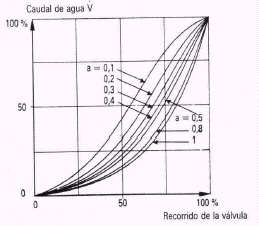 Caudal de agua V̇
100 %
a = 0,1
0,2
0,3
0,4
50
a = 0,5
0,8
1
0
0
50
100 %
Recorrido de la válvula